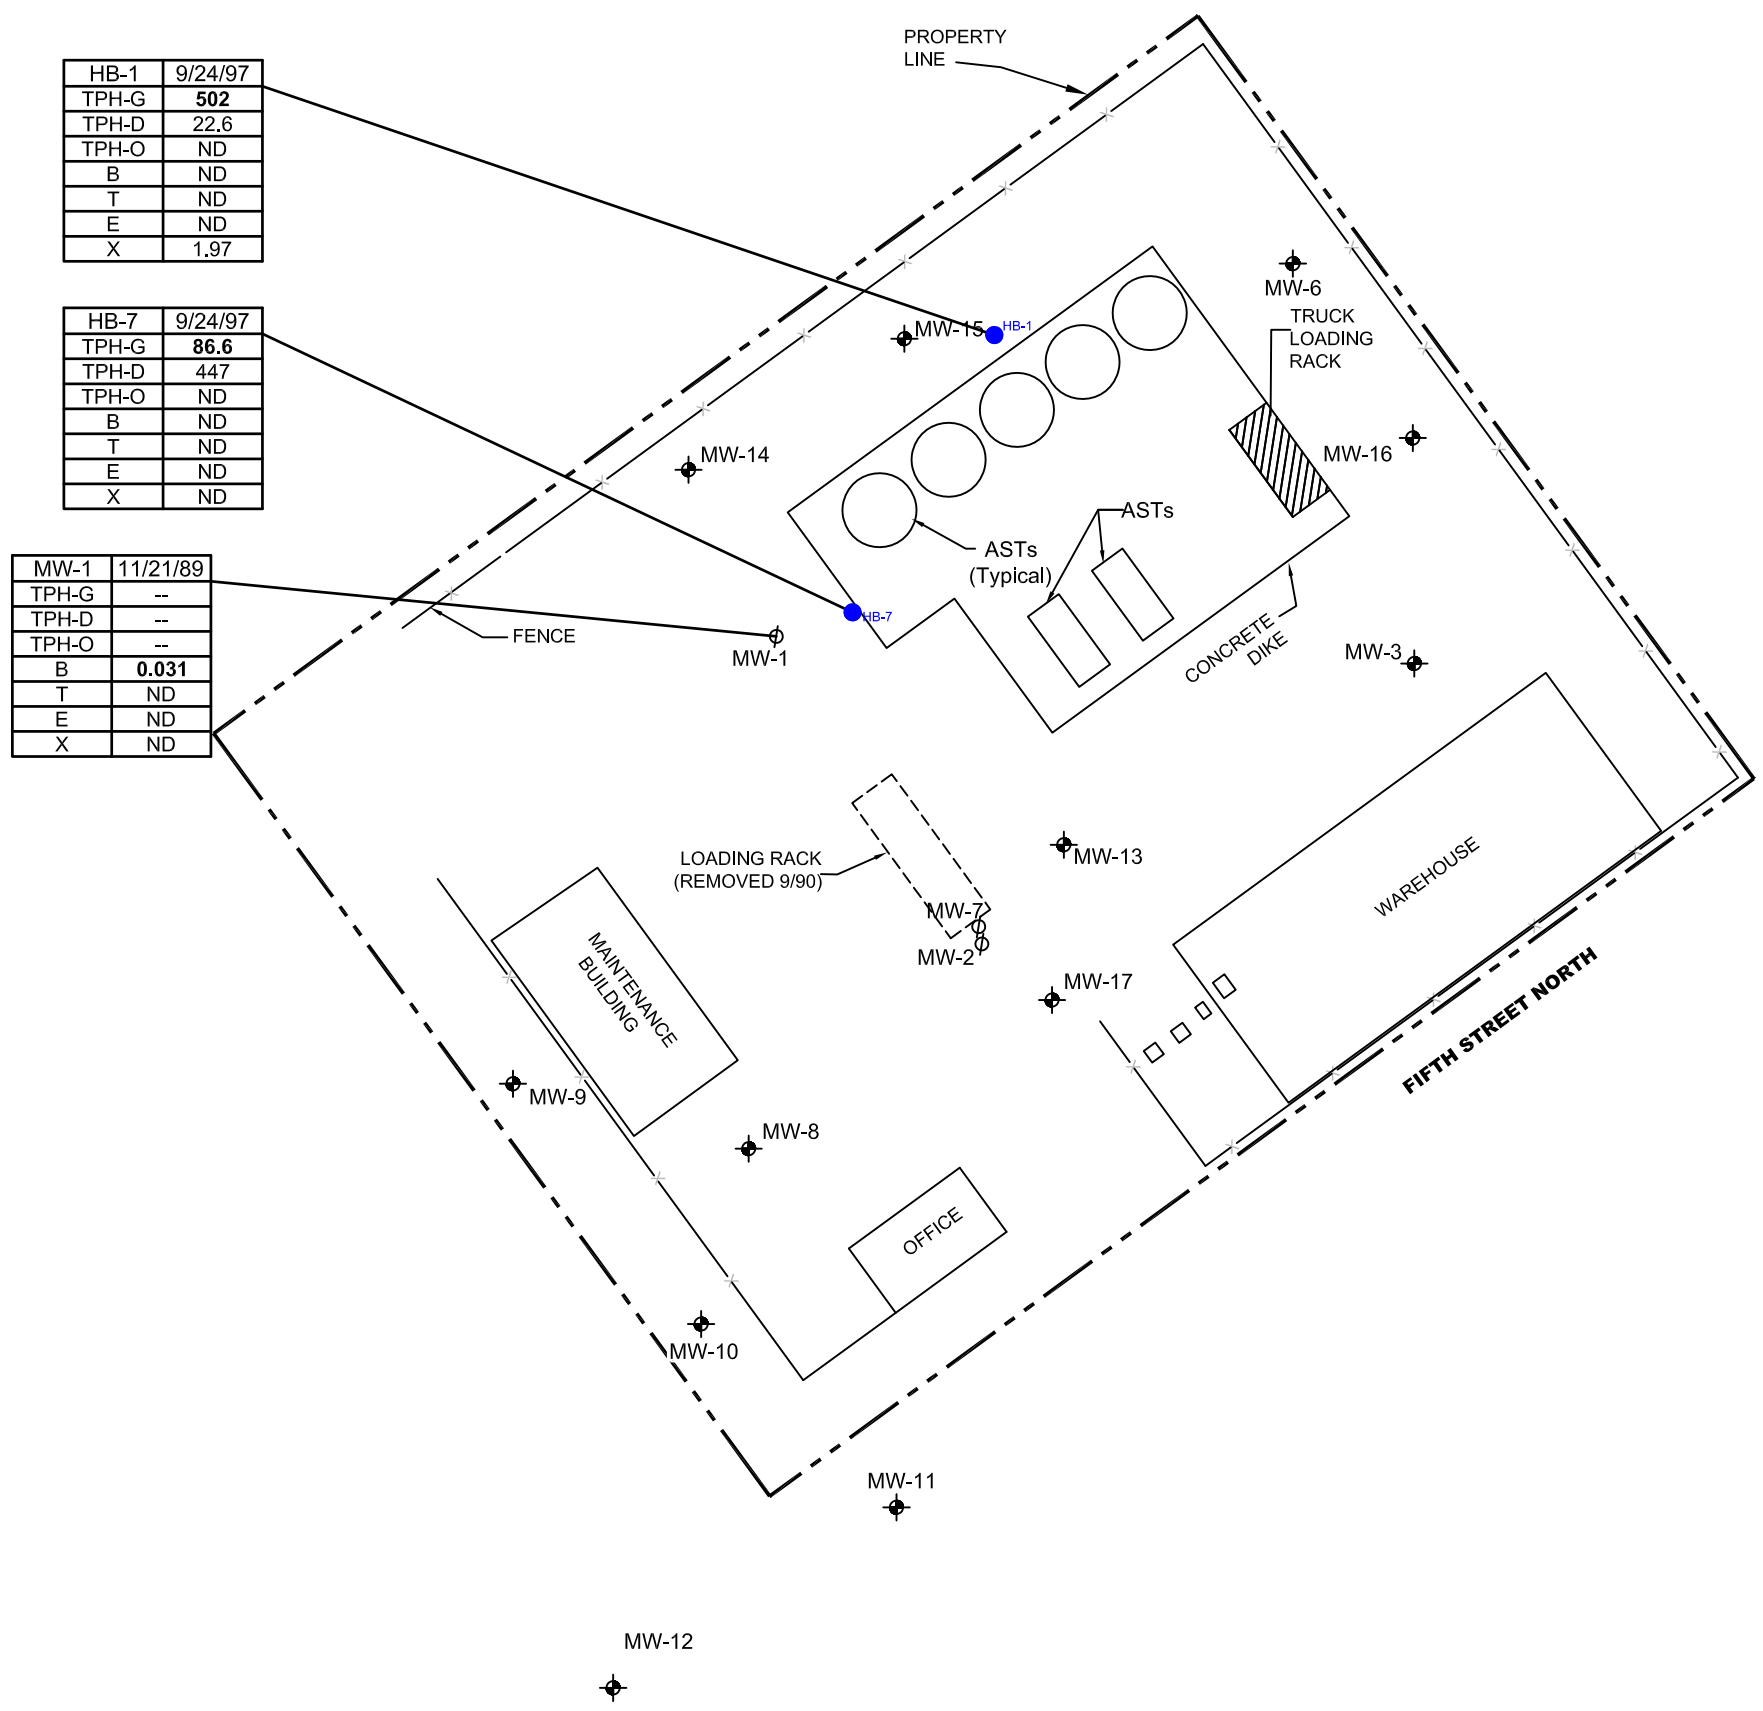 PROPERTY
LINE
HB-1 9/24/97
TPH-G 502
TPH-D 22.6
TPH-O ND
B ND
T ND
E ND
X 1.97
HB-7 9/24/97
TPH-G 86.6
TPH-D 447
TPH-O ND
B ND
T ND
E ND
X ND
MW-1 11/21/89
TPH-G --
TPH-D --
TPH-O --
B 0.031
T ND
E ND
X ND
MW-6
TRUCK
LOADING
RACK
MW-15
HB-1
MW-14
MW-16
ASTs
ASTs
(Typical)
HB-7
FENCE
MW-1
CONCRETE
DIKE
MW-3
LOADING RACK
(REMOVED 9/90)
MW-13
WAREHOUSE
MW-7
MW-2
MW-17
MAINTENANCE
BUILDING
FIFTH STREET NORTH
MW-9
MW-8
OFFICE
MW-10
MW-11
MW-12